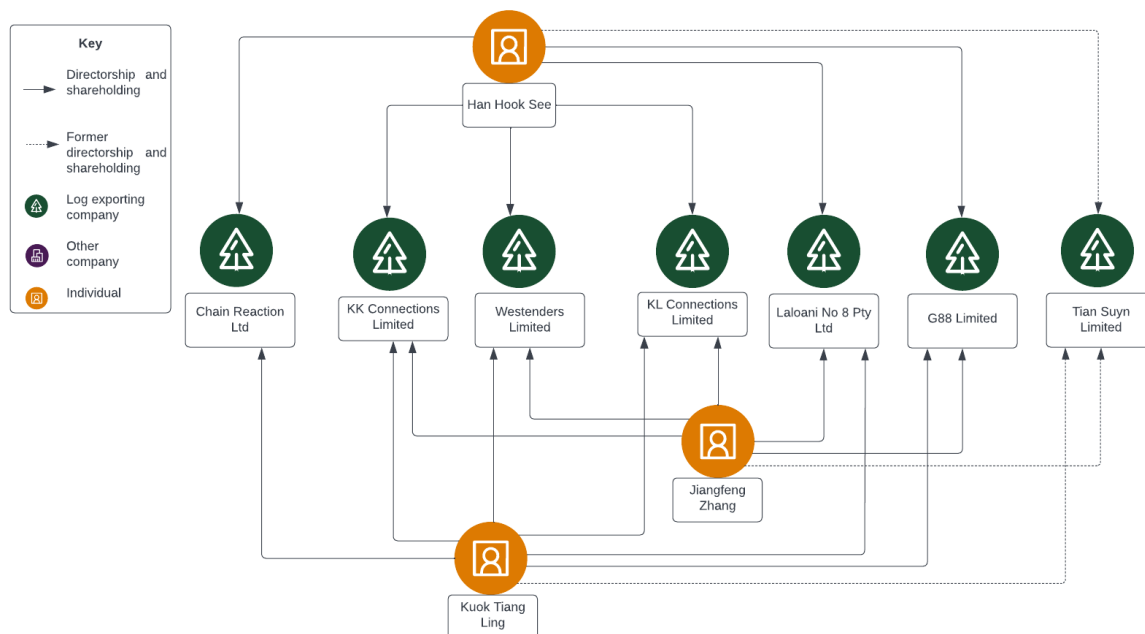 Key
Directorship and
shareholding
Former
directorship and
shareholding
Log exporting
company
Other
company
Individual
Han Hook See
Chain Reaction
Ltd
KK Connections
Limited
Westenders
Limited
KL Connections
Limited
Laloani No 8 Pty
Ltd
G88 Limited
Tian Suyn
Limited
Jiangfeng
Zhang
Kuok Tiang
Ling